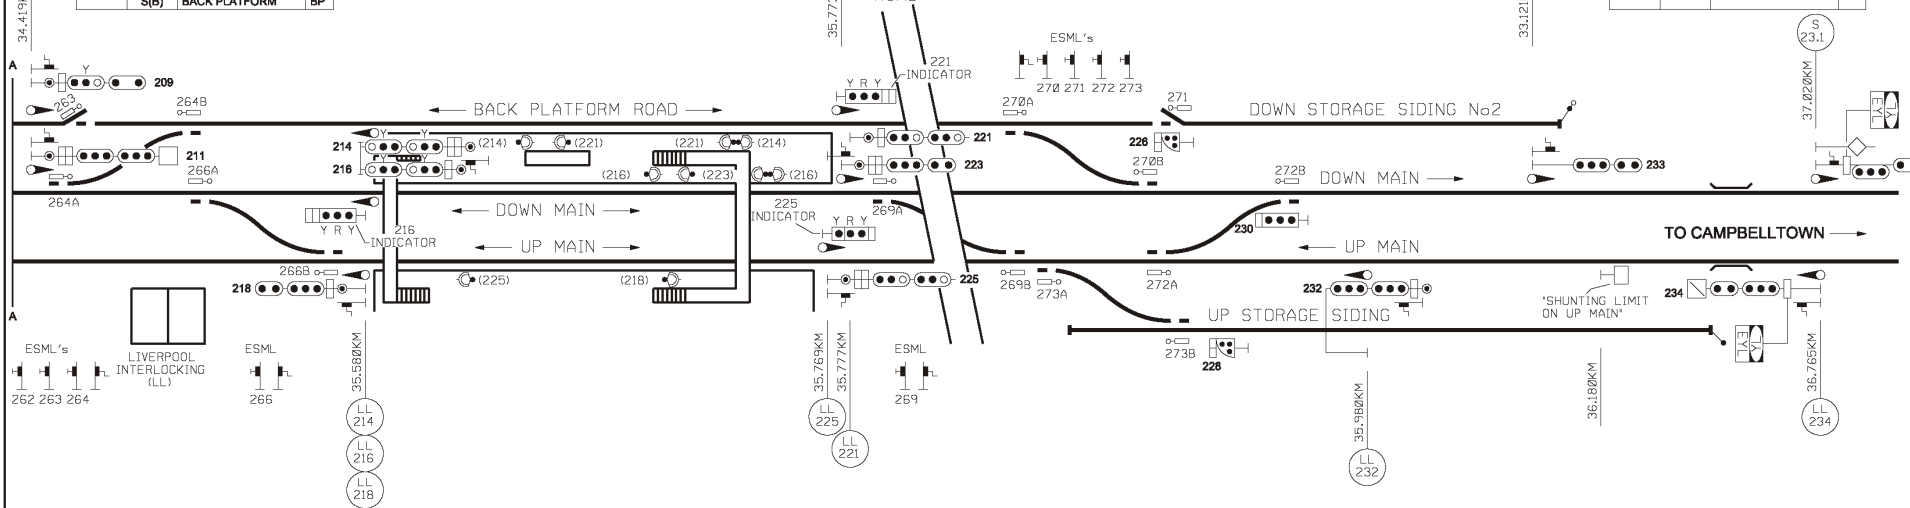 S(B) BACK PLATFORM BP
34.419K
35.773
33.121
S
23.1
37.020KM
ESML's
270 271 272 273
A
Y
209
263
264B
BACK PLATFORM ROAD
Y R Y
221
INDICATOR
270A
271
DOWN STORAGE SIDING No2
YL
EYL
211
266A
264A
214
216
Y Y
(214) (221) (221) (214)
(216) (223) (216)
221
223
226
270B
272B
DOWN MAIN
233
DOWN MAIN
UP MAIN
Y R Y
216
INDICATOR
225
INDICATOR
Y R Y
269A
230
UP MAIN
TO CAMPBELLTOWN
266B
218
(225) (218)
225
269B
273A
272A
232
"SHUNTING LIMIT
ON UP MAIN"
234
A
UP STORAGE SIDING
273B
228
YL
EYL
LIVERPOOL
INTERLOCKING
(LL)
ESML's
262 263 264
ESML
266
ESML
269
35.580KM
35.769KM
35.777KM
35.980KM
36.180KM
36.765KM
LL
214
LL
216
LL
218
LL
225
LL
221
LL
232
LL
234